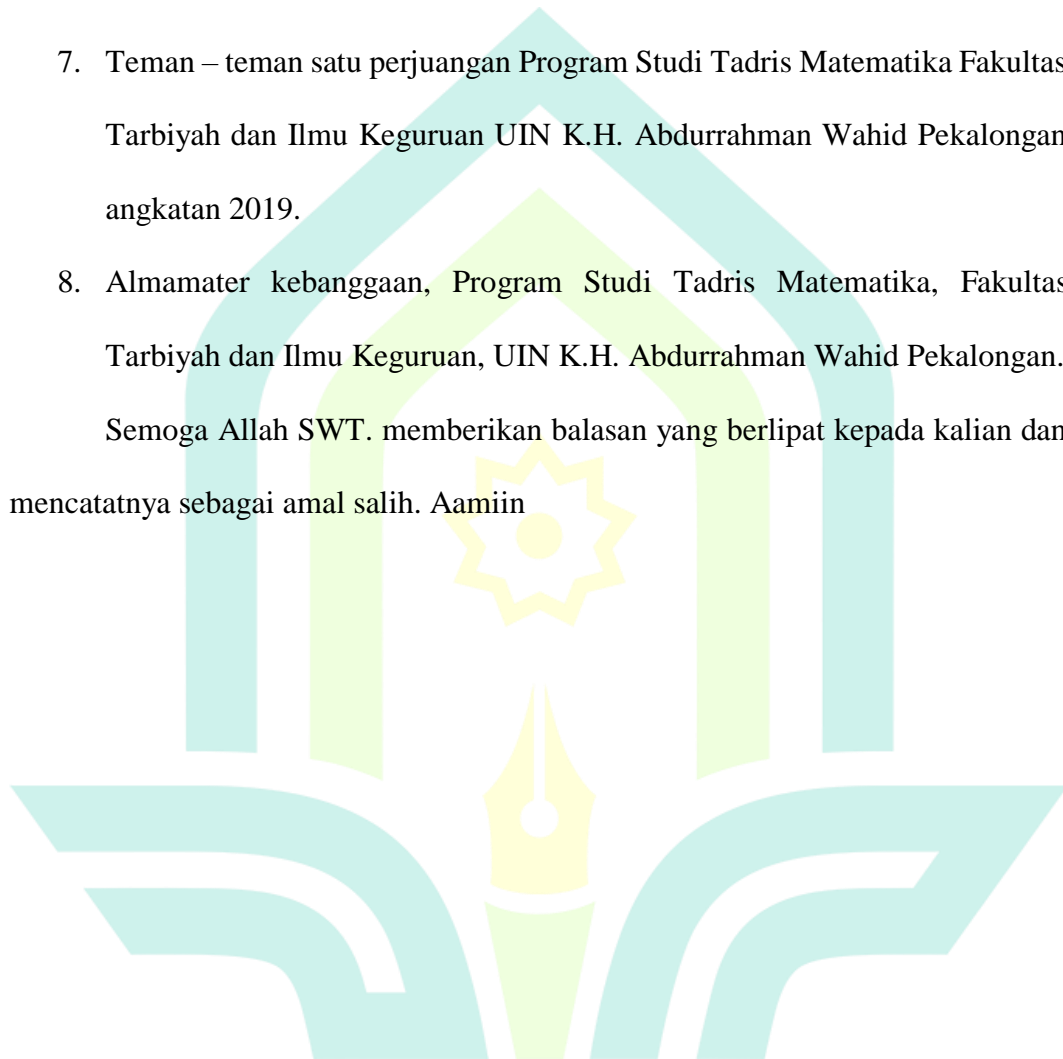 7. Teman – teman satu perjuangan Program Studi Tadris Matematika Fakultas
Tarbiyah dan Ilmu Keguruan UIN K.H. Abdurrahman Wahid Pekalongan
angkatan 2019.
8. Almamater kebanggaan, Program Studi Tadris Matematika, Fakultas
Tarbiyah dan Ilmu Keguruan, UIN K.H. Abdurrahman Wahid Pekalongan.
Semoga Allah SWT. memberikan balasan yang berlipat kepada kalian dan
mencatatnya sebagai amal salih. Aamiin